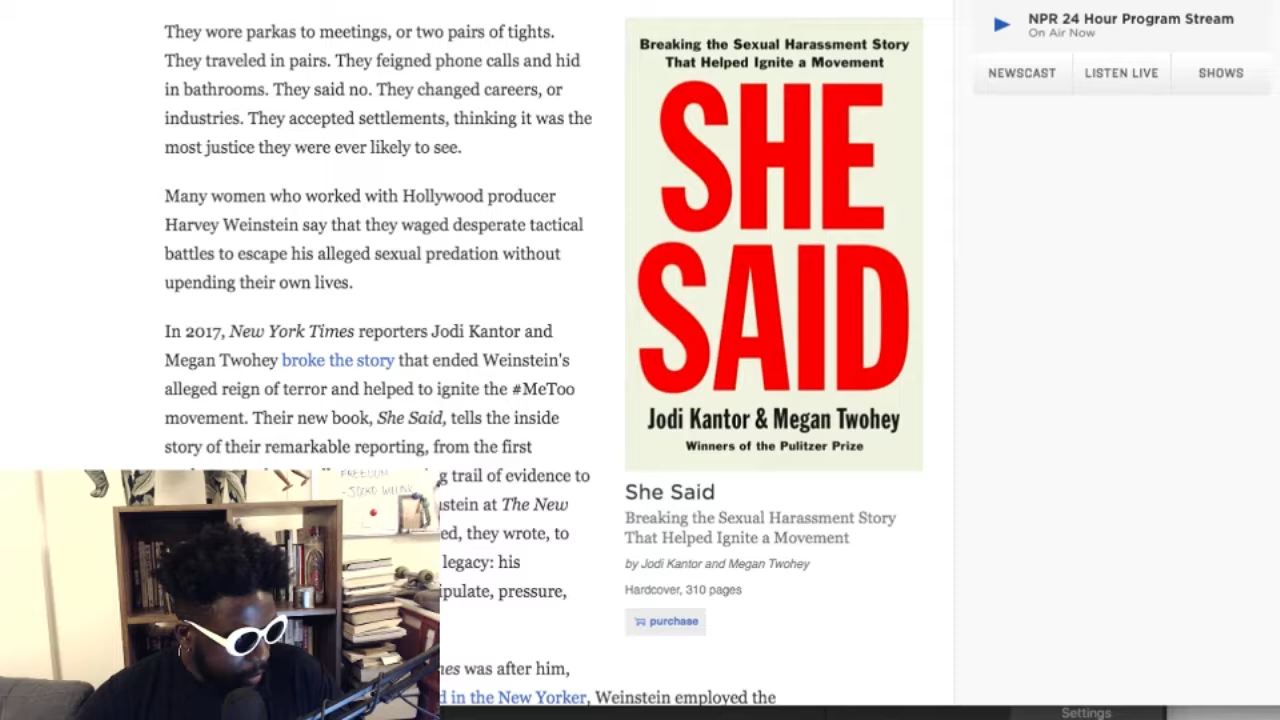 They wore parkas to meetings, or two pairs of tights.
They traveled in pairs. They feigned phone calls and hid
in bathrooms. They said no. They changed careers, or
industries. They accepted settlements, thinking it was the
most justice they were ever likely to see.
Many women who worked with Hollywood producer
Harvey Weinstein say that they waged desperate tactical
battles to escape his alleged sexual predation without
upending their own lives.
In 2017, New York Times reporters Jodi Kantor and
Megan Twohey broke the story that ended Weinstein's
alleged reign of terror and helped to ignite the #MeToo
movement. Their new book, She Said, tells the inside
story of their remarkable reporting, from the first
g trail of evidence to
stein at The New
ed, they wrote, to
legacy: his
ipulate, pressure,
es was after him,
d in the New Yorker, Weinstein employed the
Breaking the Sexual Harassment Story
That Helped Ignite a Movement
SHE
SAID
Jodi Kantor & Megan Twohey
Winners of the Pulitzer Prize
She Said
Breaking the Sexual Harassment Story
That Helped Ignite a Movement
by Jodi Kantor and Megan Twohey
Hardcover, 310 pages
purchase
NPR 24 Hour Program Stream
On Air Now
NEWSCAST LISTEN LIVE SHOWS
FREEDOM
Settings